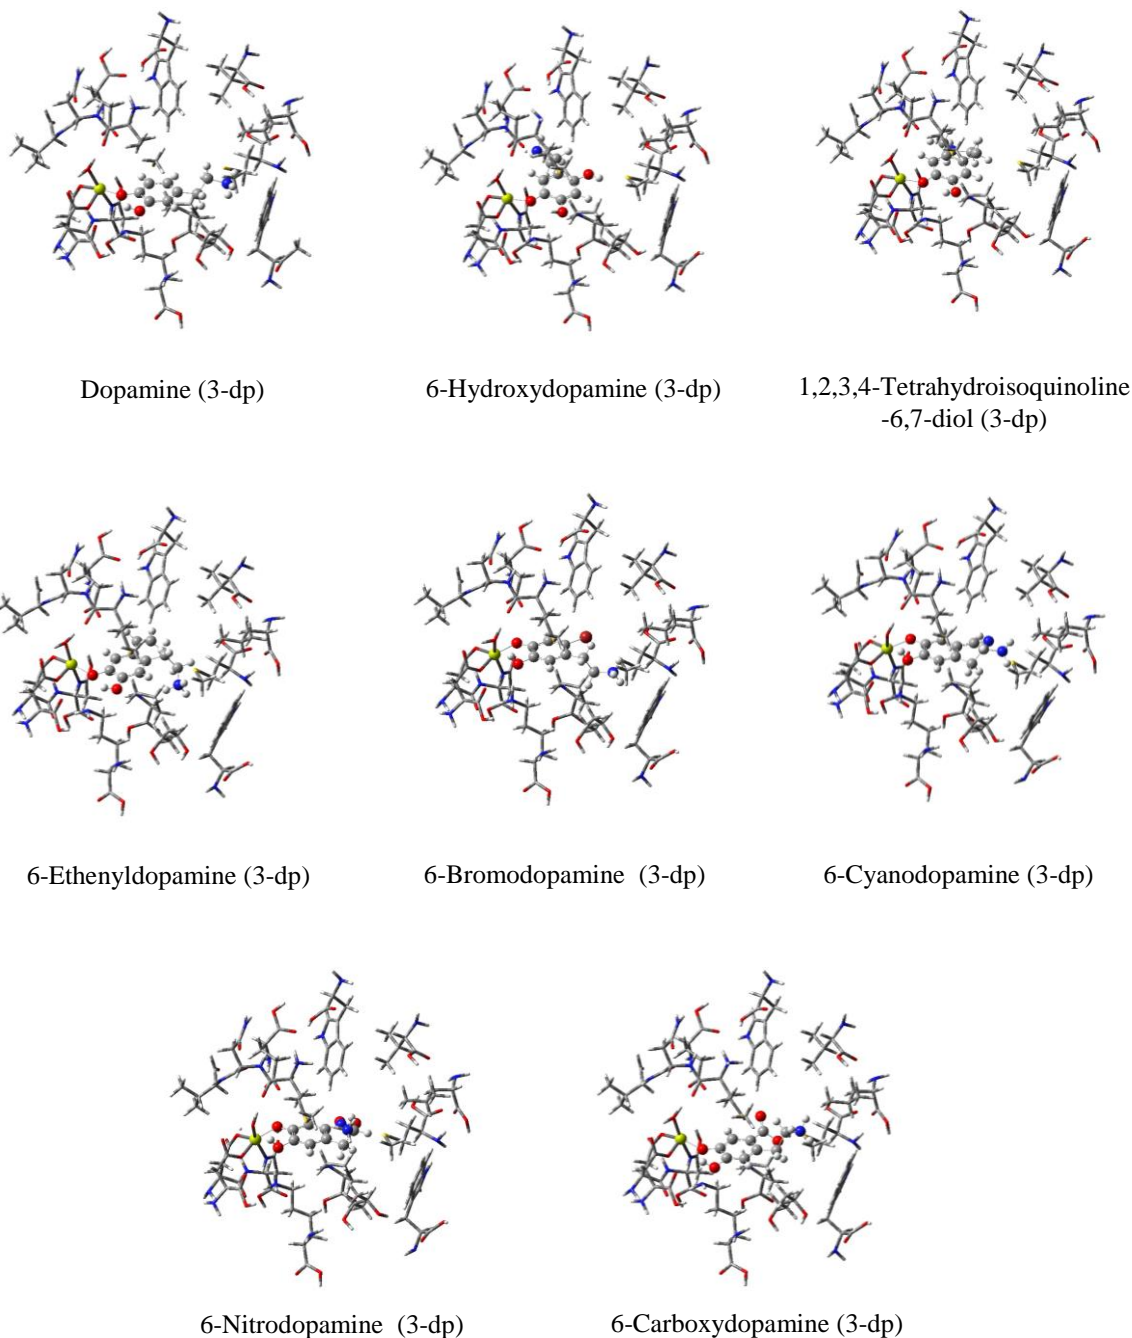 Dopamine (3-dp)
6-Hydroxydopamine (3-dp)
1,2,3,4-Tetrahydroisoquinoline
-6,7-diol (3-dp)
6-Ethenyldopamine (3-dp)
6-Bromodopamine (3-dp)
6-Cyanodopamine (3-dp)
6-Nitrodopamine (3-dp)
6-Carboxydopamine (3-dp)